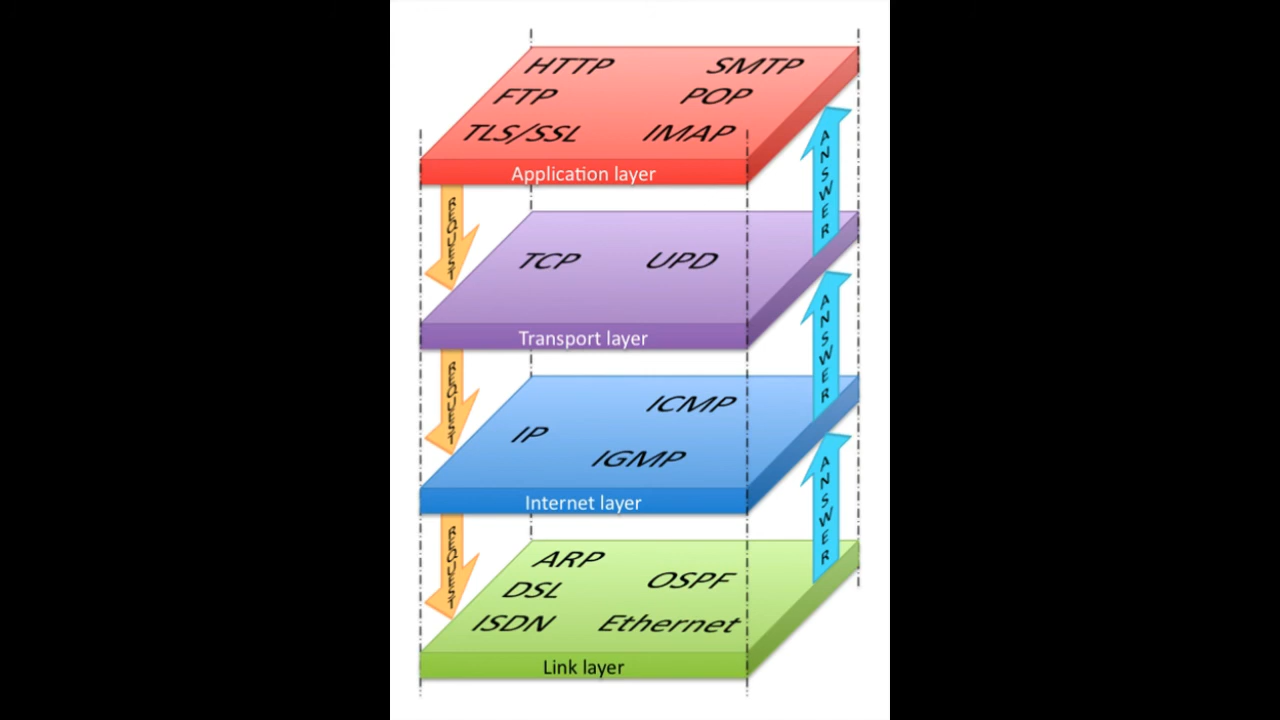 HTTP SMTP
FTP POP
TLS/SSL IMAP
Application layer
REQUEST
ANSWER
TCP UPD
Transport layer
REQUEST
ANSWER
ICMP
IP
IGMP
Internet layer
REQUEST
ANSWER
ARP
OSPF
DSL
ISDN Ethernet
Link layer